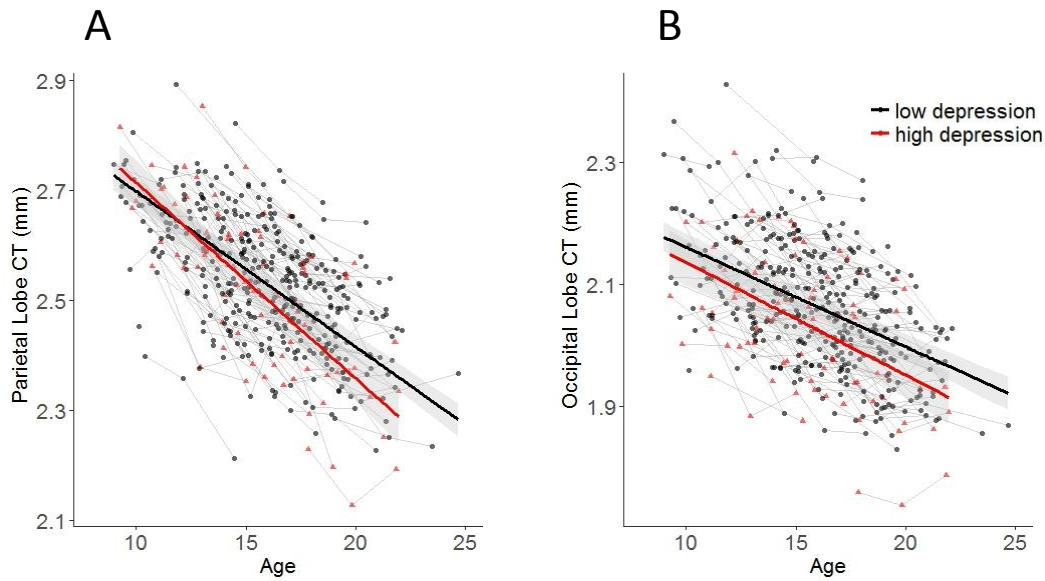 A
B
2.9
2.7
2.5
2.3
2.1
Parietal Lobe CT (mm)
10
15
20
25
Age
low depression
high depression
2.3
2.1
1.9
Occipital Lobe CT (mm)
10
15
20
25
Age